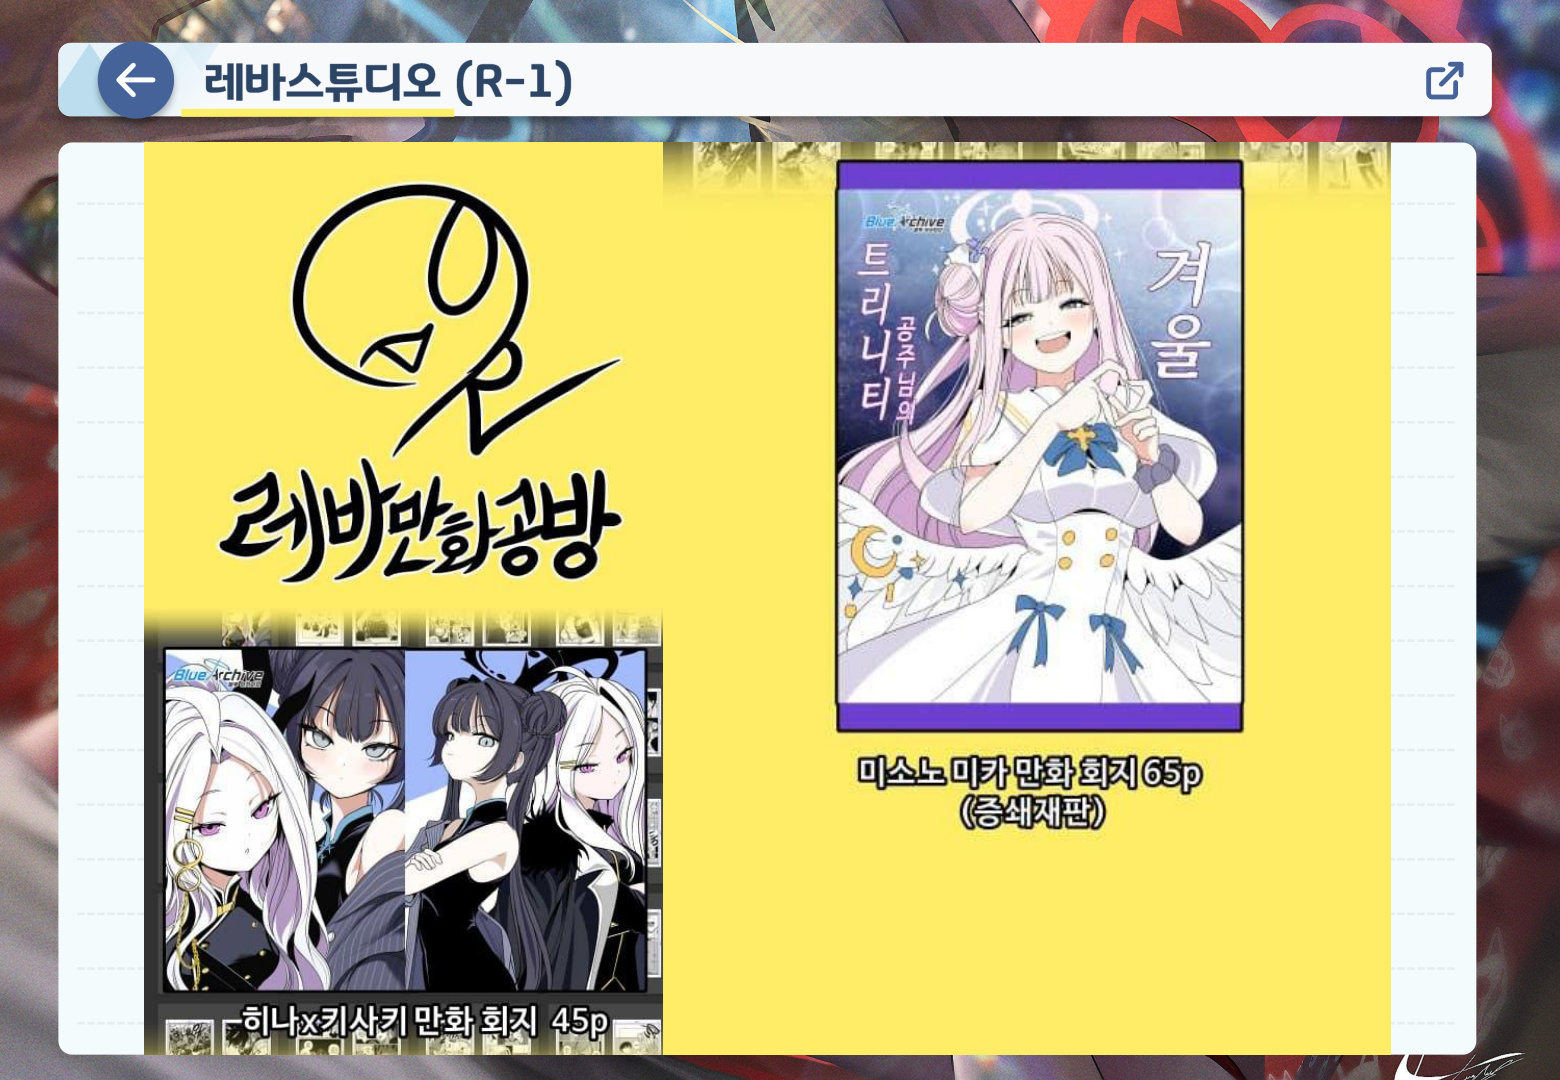 레바스튜디오 (R-1)
레바만화공방
Blue Archive
히나x키사키 만화 회지 45p
Blue Archive
트리니티
공주님의
겨울
미소노 미카 만화 회지 65p
(증쇄재판)